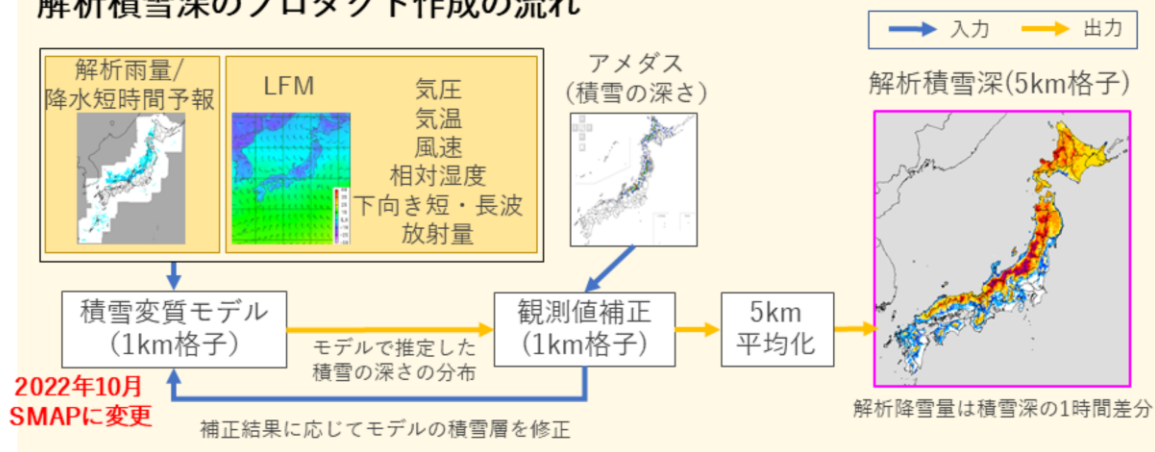 解析積雪深のプロダクト作成の流れ
入力
出力
解析雨量/
降水短時間予報
LFM
気圧
気温
風速
相対湿度
下向き短・長波
放射量
アメダス
(積雪の深さ)
解析積雪深(5km格子)
積雪変質モデル
(1km格子)
モデルで推定した
積雪の深さの分布
観測値補正
(1km格子)
5km
平均化
2022年10月
SMAPに変更
補正結果に応じてモデルの積雪層を修正
解析降雪量は積雪深の1時間差分